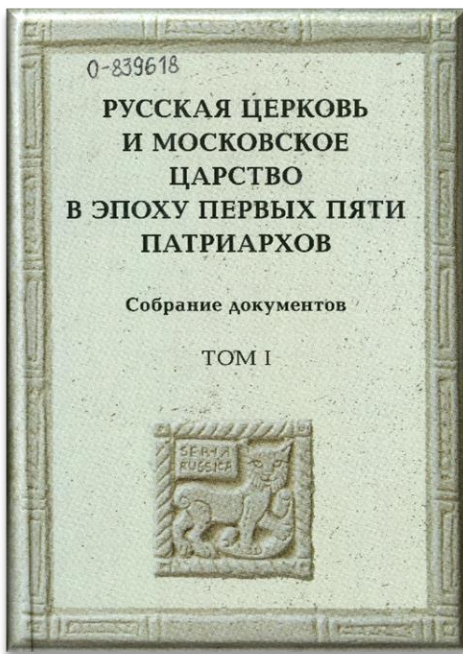 0-839618
РУССКАЯ ЦЕРКОВЬ
И МОСКОВСКОЕ
ЦАРСТВО
В ЭПОХУ ПЕРВЫХ ПЯТИ
ПАТРИАРХОВ
Собрание документов
ТОМ I
SERIA
RUSSICA